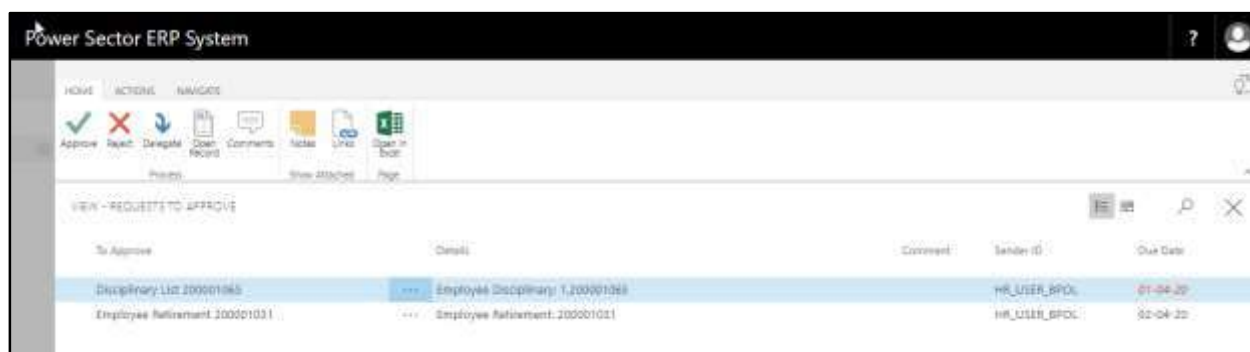 Power Sector ERP System ?
HOME ACTIONS NAVIGATE
Approve Reject Delegate Open Record Comments Notes Links Open in Excel
Process Show Attached Page
VIEW - REQUESTS TO APPROVE
To Approve Details Comment Sender ID Due Date
Disciplinary List 200001065 ... Employee Disciplinary: 1,200001065 HR_USER_BPDL 01-04-20
Employee Retirement 200001031 ... Employee Retirement: 200001031 HR_USER_BPDL 02-04-20